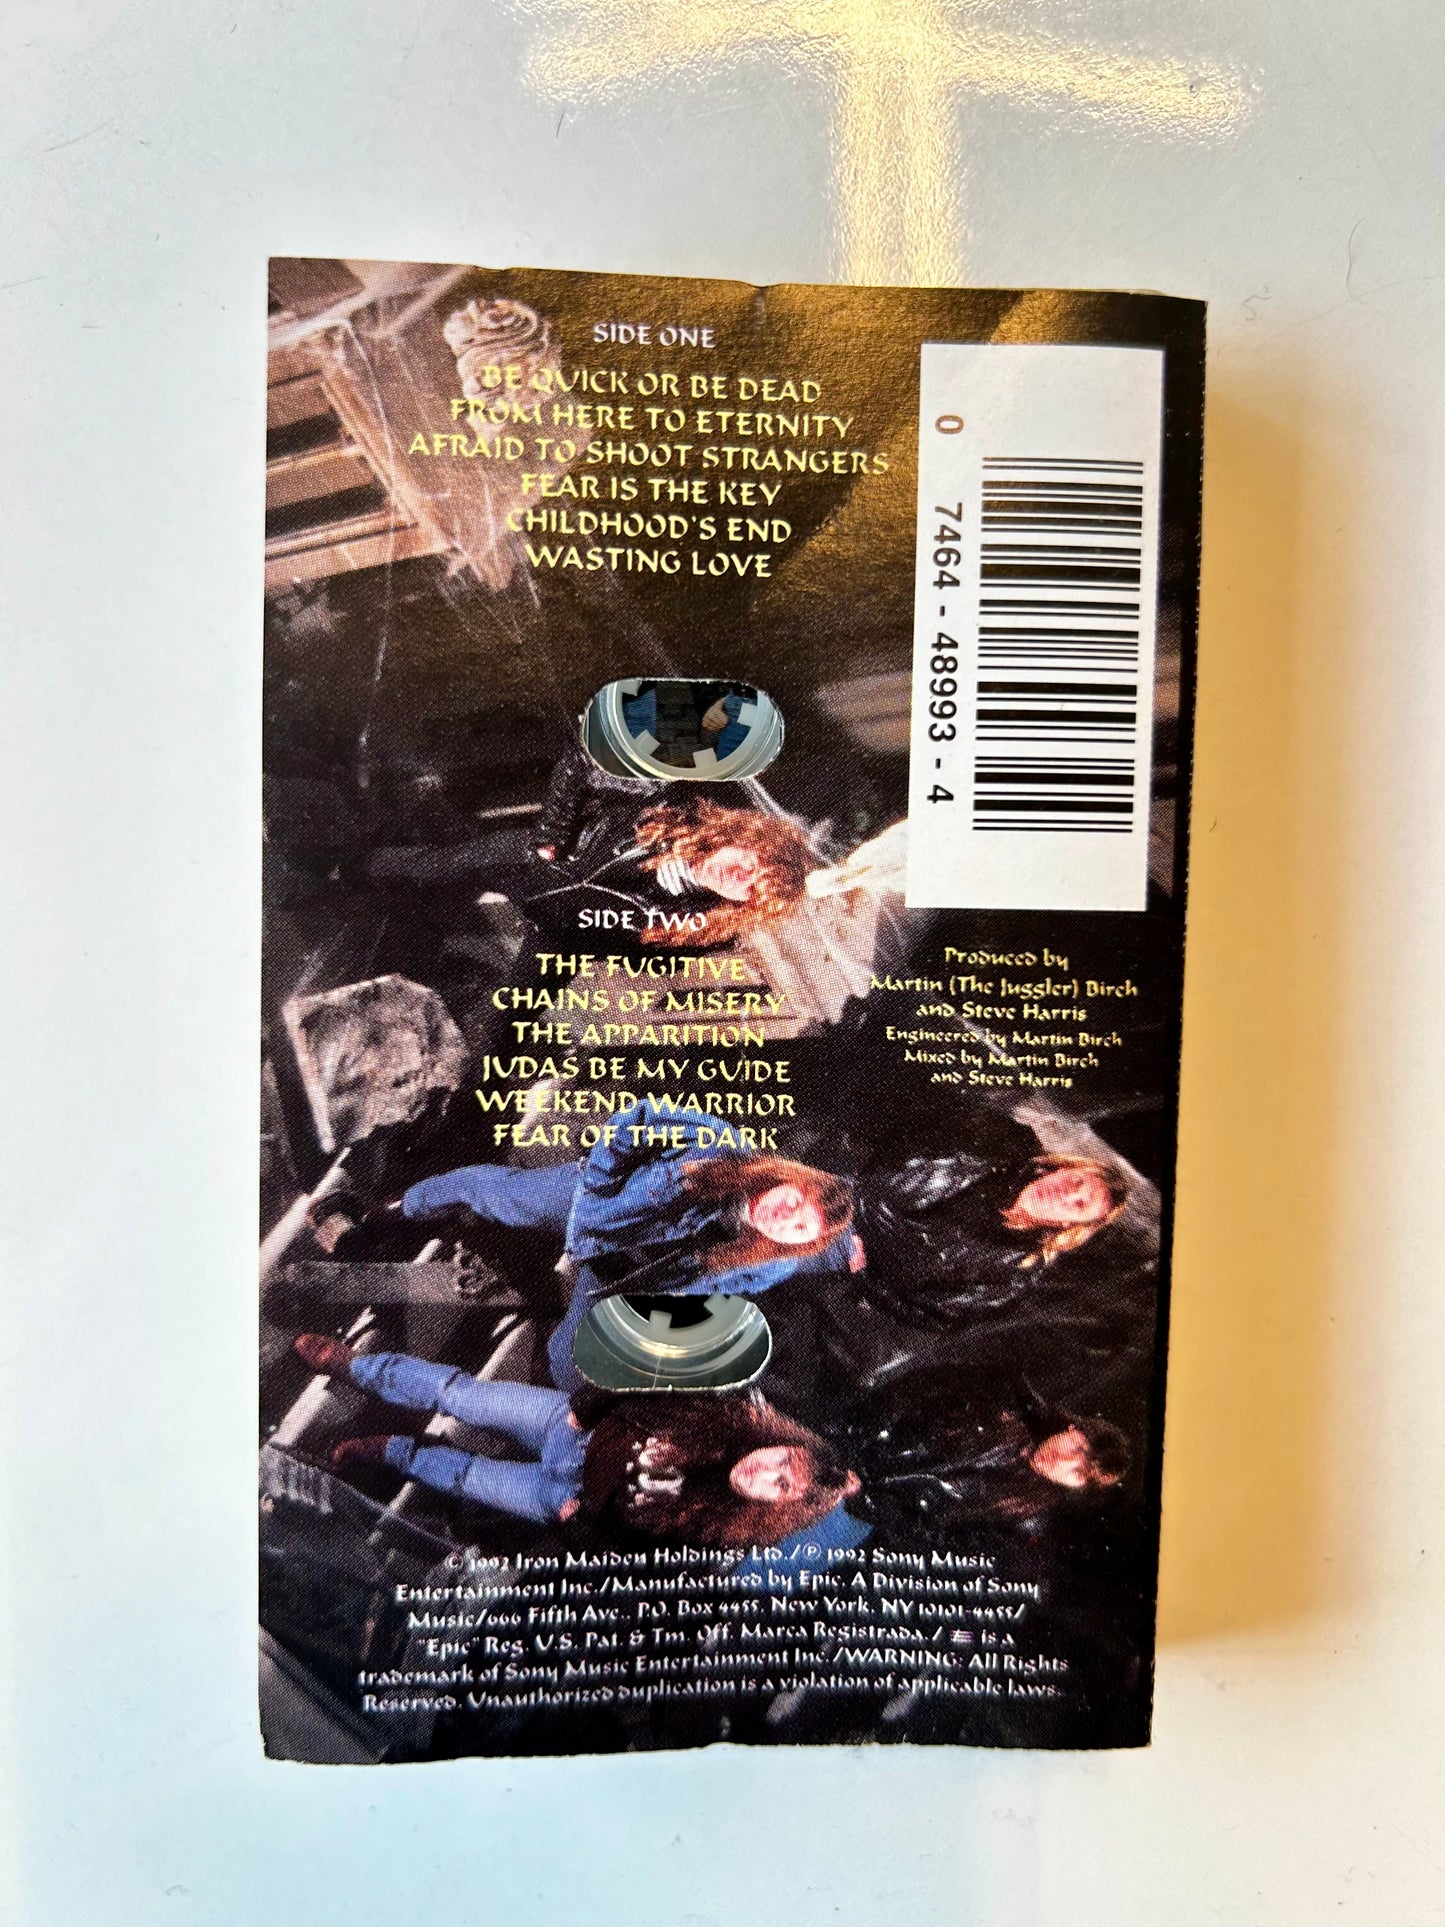 SIDE ONE
BE QUICK OR BE DEAD
FROM HERE TO ETERNITY
AFRAID TO SHOOT STRANGERS
FEAR IS THE KEY
CHILDHOOD'S END
WASTING LOVE
0 7464-48993-4
SIDE TWO
THE FUGITIVE
CHAINS OF MISERY
THE APPARITION
JUDAS BE MY GUIDE
WEEKEND WARRIOR
FEAR OF THE DARK
Produced by
Martin (The Juggler) Birch
and Steve Harris
Engineered by Martin Birch
Mixed by Martin Birch
and Steve Harris
© 1992 Iron Maiden Holdings Ltd./℗ 1992 Sony Music
Entertainment Inc./Manufactured by Epic, A Division of Sony
Music/666 Fifth Ave., P.O. Box 4455, New York, NY 10101-4455/
"Epic" Reg. U.S. Pat. & Tm. Off. Marca Registrada./ is a
trademark of Sony Music Entertainment Inc./WARNING: All Rights
Reserved. Unauthorized duplication is a violation of applicable laws.